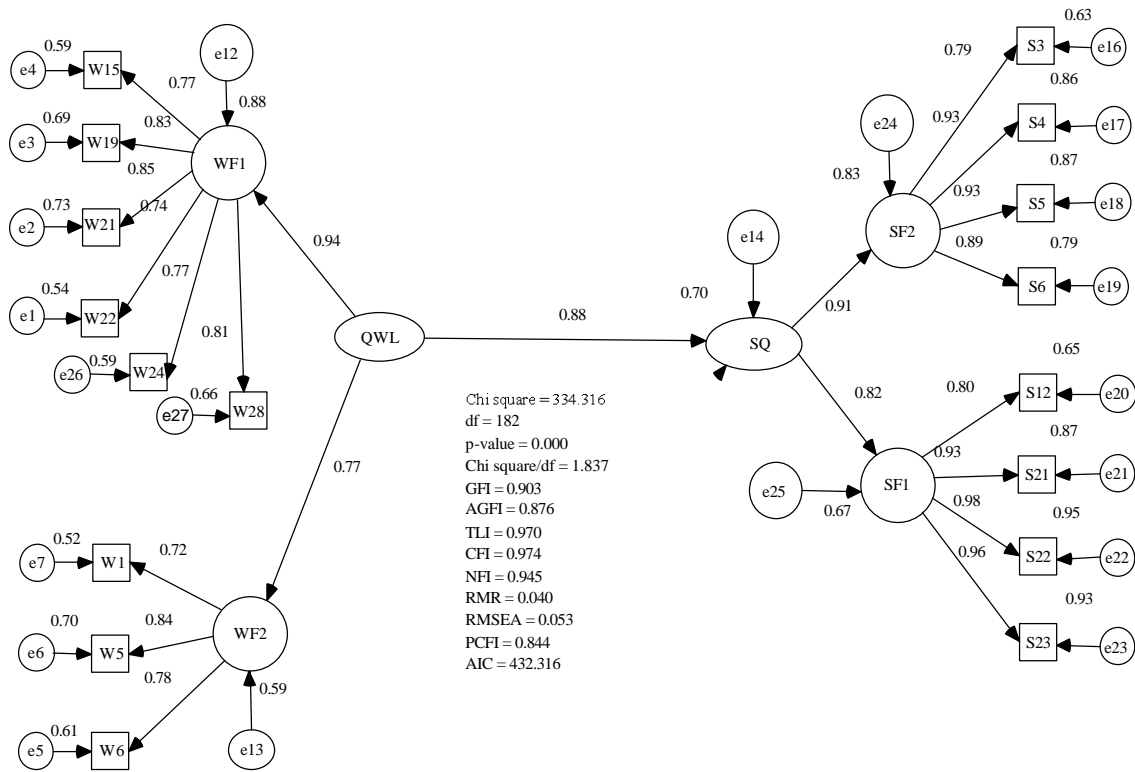 0.59
e4
W15
0.77
e12
0.88
0.69
e3
W19
0.83
0.85
WF1
0.73
e2
W21
0.74
0.54
e1
W22
0.77
0.59
e26
W24
0.81
0.66
e27
W28
0.94
QWL
0.88
0.77
0.52
e7
W1
0.72
0.70
e6
W5
0.84
WF2
0.78
0.61
e5
W6
0.59
e13
Chi square = 334.316
df = 182
p-value = 0.000
Chi square/df = 1.837
GFI = 0.903
AGFI = 0.876
TLI = 0.970
CFI = 0.974
NFI = 0.945
RMR = 0.040
RMSEA = 0.053
PCFI = 0.844
AIC = 432.316
e14
0.70
SQ
0.91
0.82
e24
0.83
SF2
0.79
0.63
S3
e16
0.93
0.86
S4
e17
0.93
0.87
S5
e18
0.89
0.79
S6
e19
e25
0.67
SF1
0.80
0.65
S12
e20
0.93
0.87
S21
e21
0.98
0.95
S22
e22
0.96
0.93
S23
e23